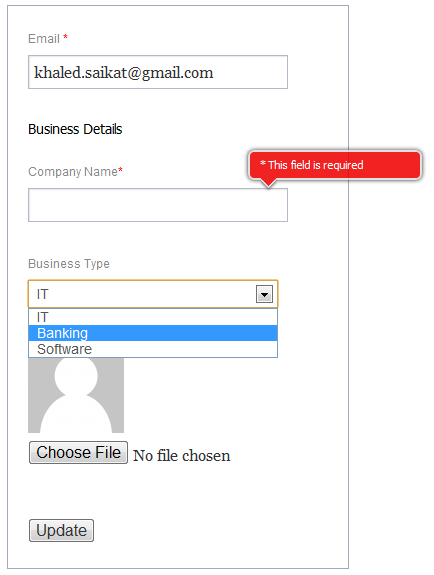 Email *
khaled.saikat@gmail.com
Business Details
* This field is required
Company Name*
Business Type
IT
IT
Banking
Software
Choose File No file chosen
Update